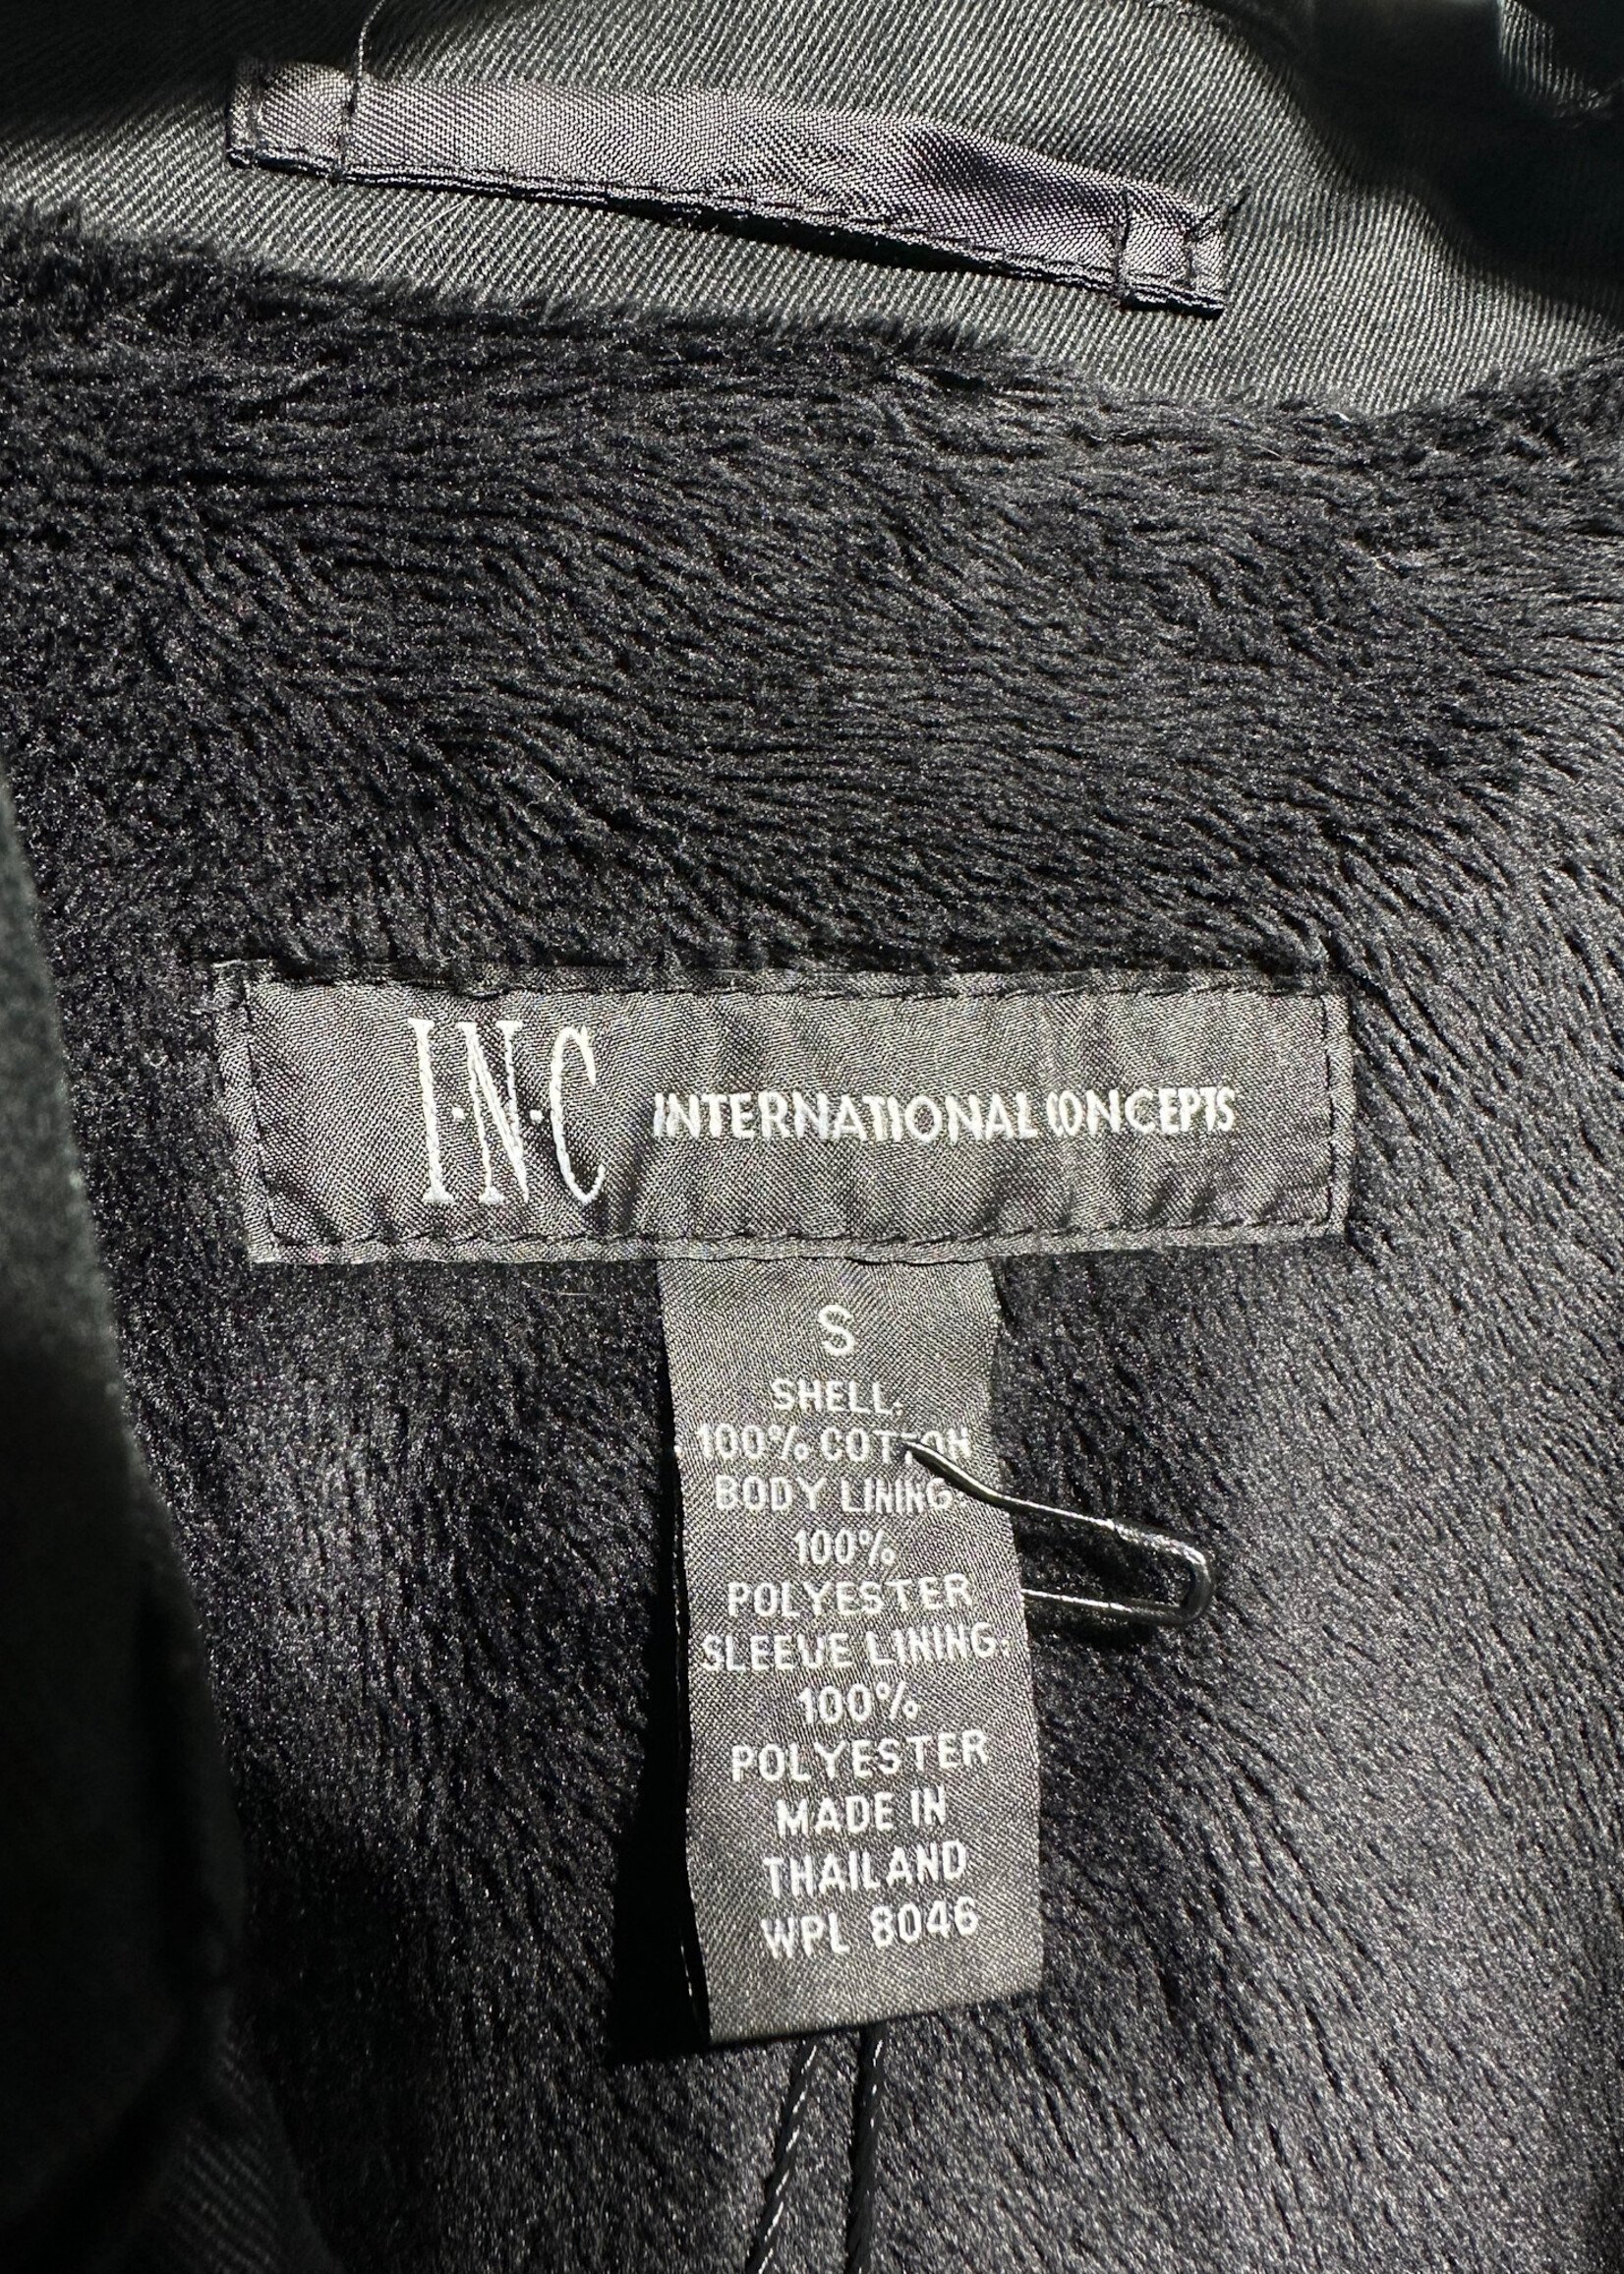 I·N·C INTERNATIONAL CONCEPTS
S
SHELL:
100% COTTON
BODY LINING:
100%
POLYESTER
SLEEVE LINING:
100%
POLYESTER
MADE IN
THAILAND
WPL 8046